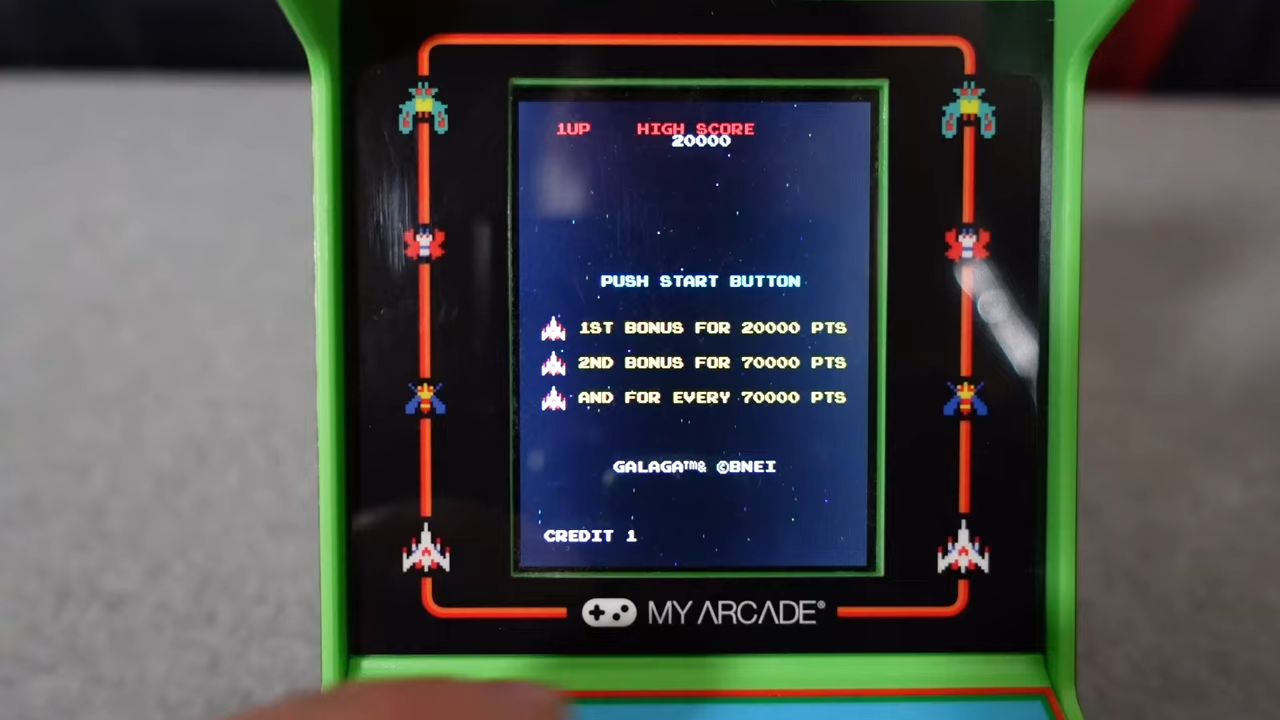 1UP HIGH SCORE
20000
PUSH START BUTTON
1ST BONUS FOR 20000 PTS
2ND BONUS FOR 70000 PTS
AND FOR EVERY 70000 PTS
GALAGA™& ©BNEI
CREDIT 1
MY ARCADE®